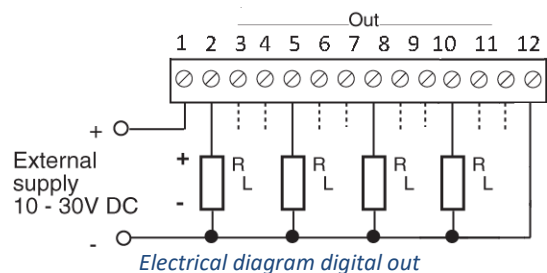 Out
1 2 3 4 5 6 7 8 9 10 11 12
+
External
supply
10 - 30V DC
-
+
-
R
L
R
L
R
L
R
L
Electrical diagram digital out